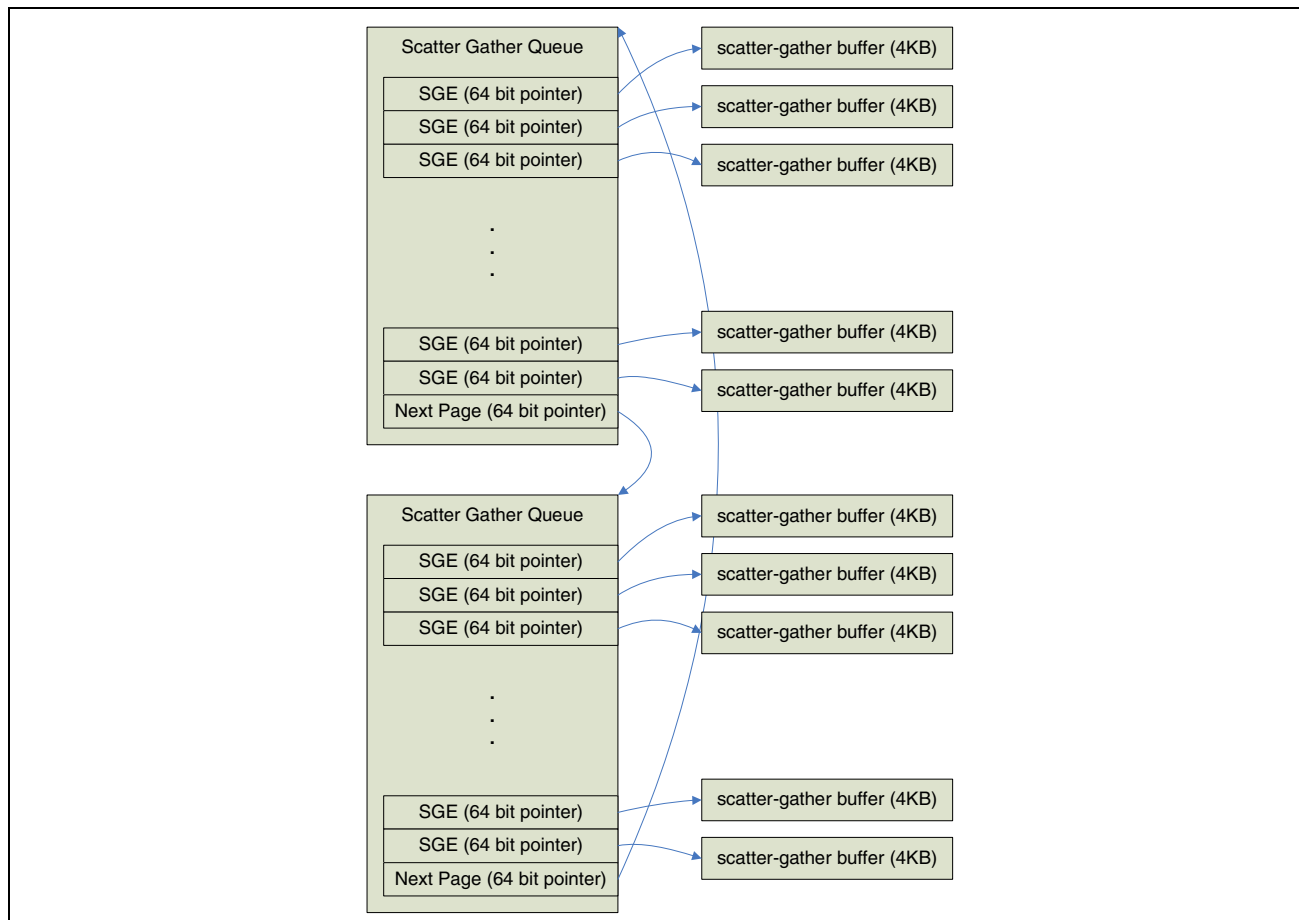 Scatter Gather Queue
SGE (64 bit pointer)
SGE (64 bit pointer)
SGE (64 bit pointer)
.
.
.
SGE (64 bit pointer)
SGE (64 bit pointer)
Next Page (64 bit pointer)
scatter-gather buffer (4KB)
scatter-gather buffer (4KB)
scatter-gather buffer (4KB)
scatter-gather buffer (4KB)
scatter-gather buffer (4KB)
Scatter Gather Queue
SGE (64 bit pointer)
SGE (64 bit pointer)
SGE (64 bit pointer)
.
.
.
SGE (64 bit pointer)
SGE (64 bit pointer)
Next Page (64 bit pointer)
scatter-gather buffer (4KB)
scatter-gather buffer (4KB)
scatter-gather buffer (4KB)
scatter-gather buffer (4KB)
scatter-gather buffer (4KB)